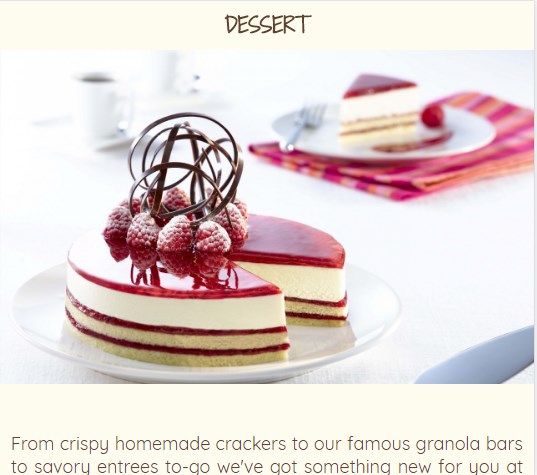 DESSERT
From crispy homemade crackers to our famous granola bars
to savory entrees to-go we've got something new for you at